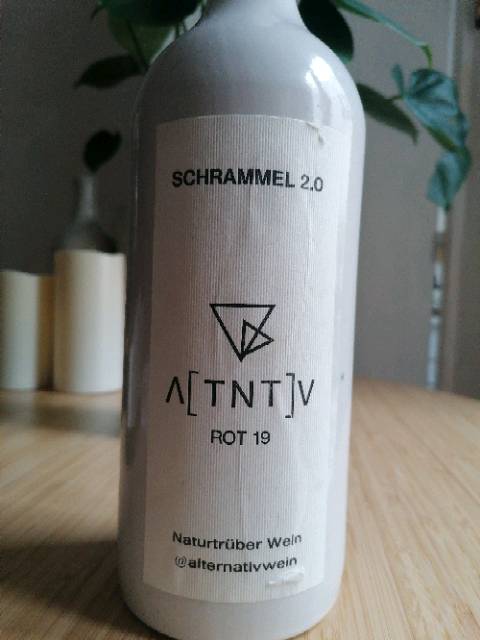 SCHRAMMEL 2.0
Λ[TNT]V
ROT 19
Naturtrüber Wein
@alternativwein